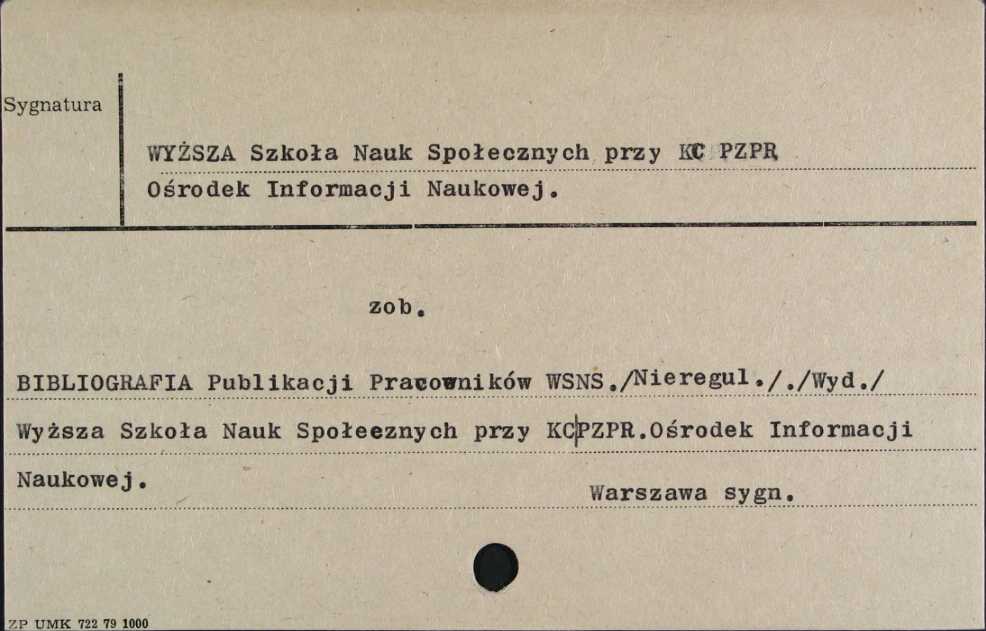 Sygnatura
WYŻSZA Szkoła Nauk Społecznych przy KC PZPR
Ośrodek Informacji Naukowej.
zob.
BIBLIOGRAFIA Publikacji Pracowników WSNS./Nieregul././Wyd./
Wyższa Szkoła Nauk Społeeznych przy KC|PZPR.Ośrodek Informacji
Naukowej.
Warszawa sygn.
ZP UMK 722 79 1000